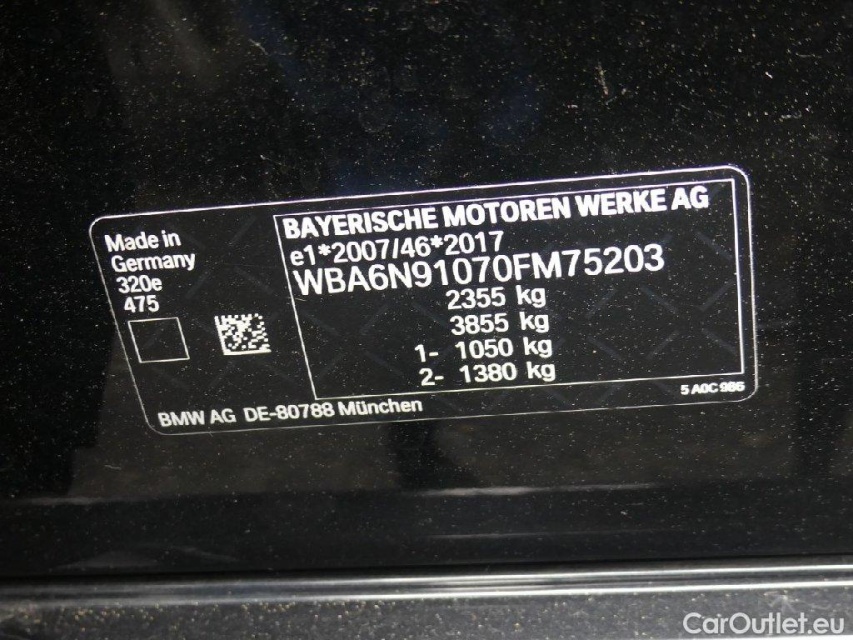 Made in
Germany
320e
475
BAYERISCHE MOTOREN WERKE AG
e1*2007/46*2017
WBA6N91070FM75203
2355 kg
3855 kg
1- 1050 kg
2- 1380 kg
5 A0C 986
BMW AG DE-80788 München
CarOutlet.eu